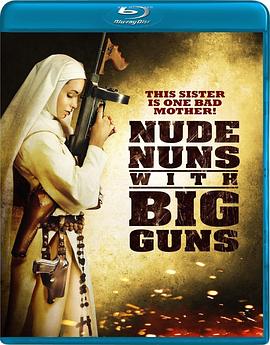 Blu-ray Disc
THIS SISTER
IS ONE BAD
MOTHER!
NUDE
NUNS
WITH
BIG
GUNS